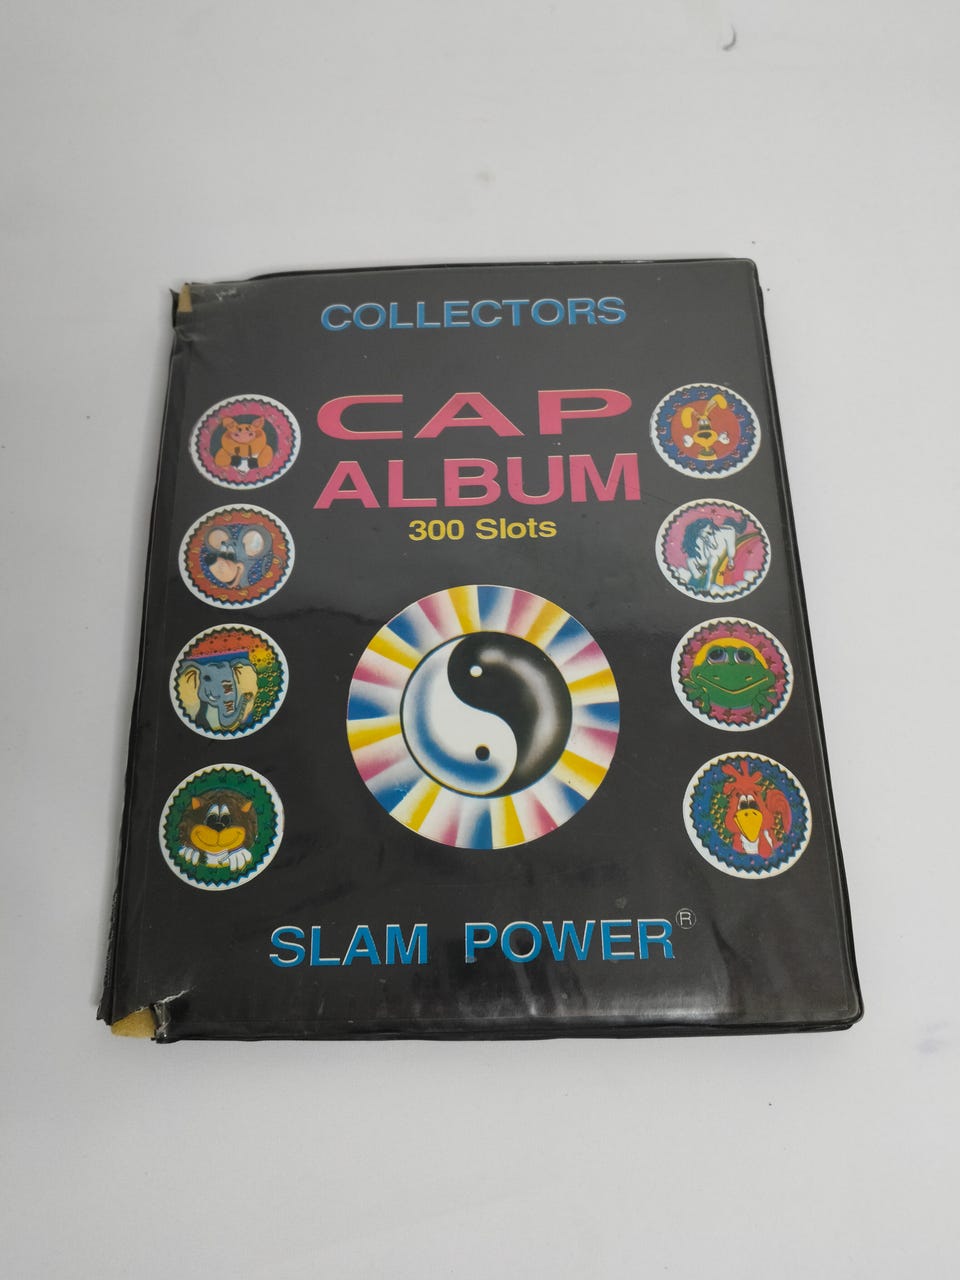 COLLECTORS
CAP
ALBUM
300 Slots
SLAM POWER®